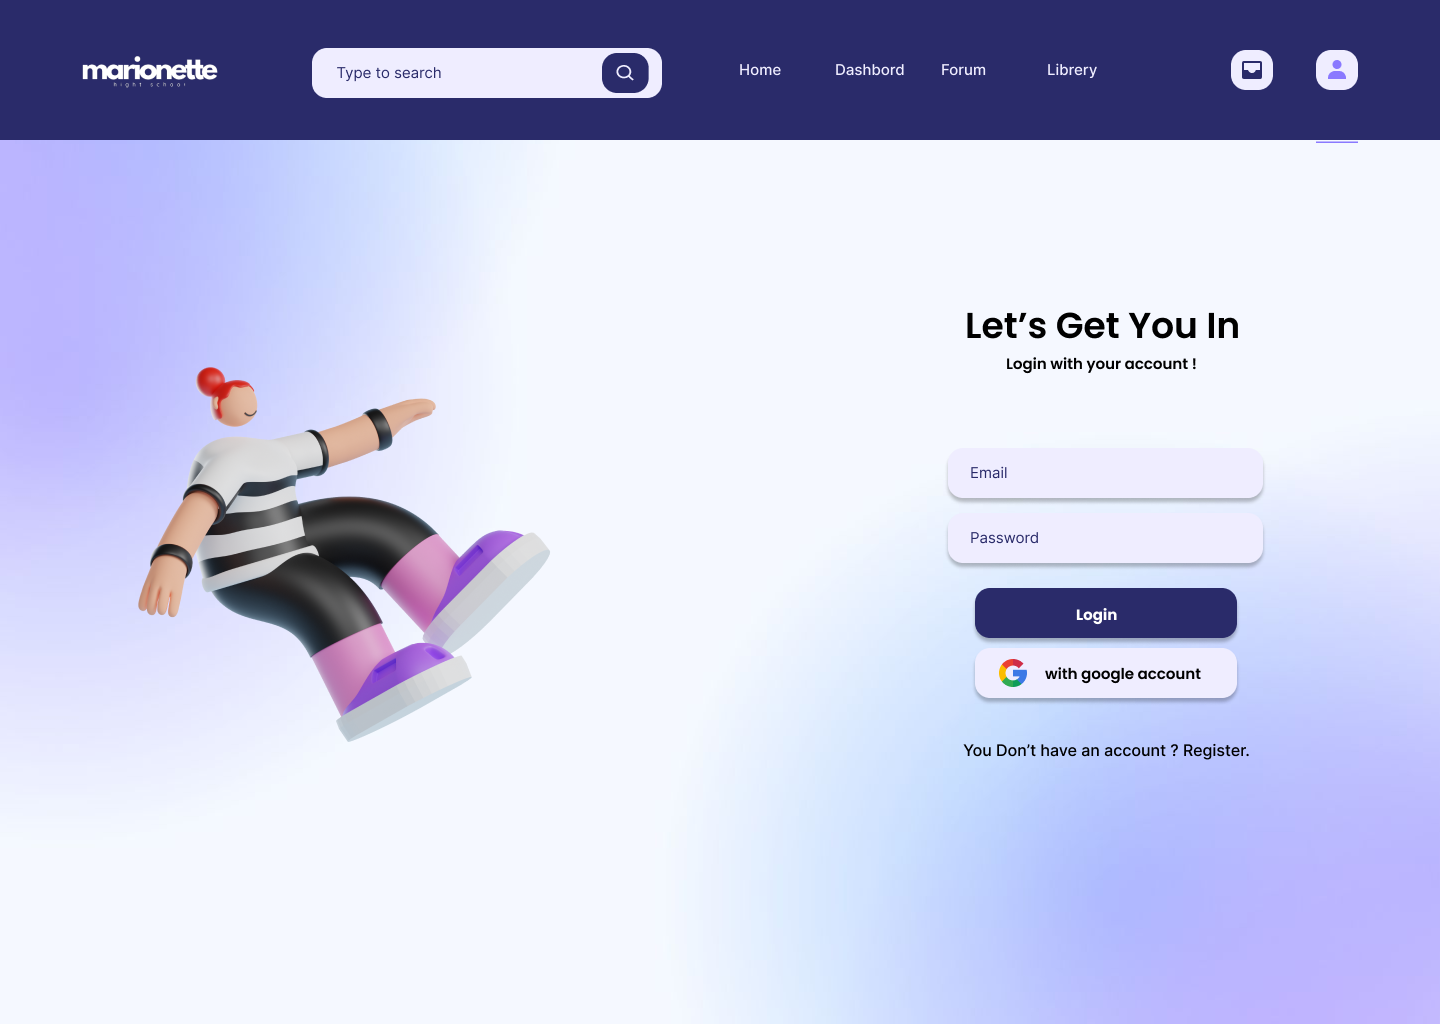 marionette
hight school
Type to search
Home
Dashbord
Forum
Librery
Let’s Get You In
Login with your account !
Email
Password
Login
with google account
You Don’t have an account ? Register.